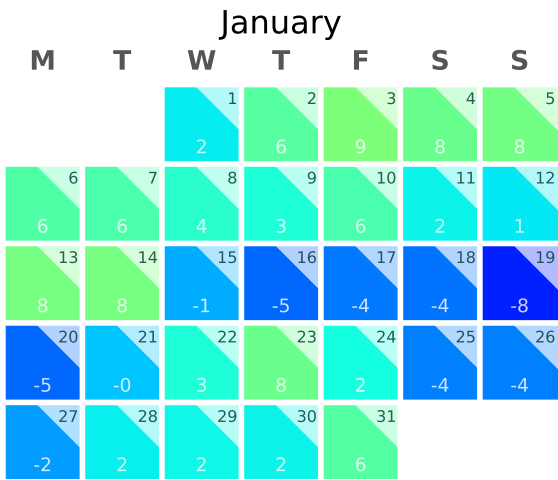 January
M T W T F S S
1 2 3 4 5
2 6 9 8 8
6 7 8 9 10 11 12
6 6 4 3 6 2 1
13 14 15 16 17 18 19
8 8 -1 -5 -4 -4 -8
20 21 22 23 24 25 26
-5 -0 3 8 2 -4 -4
27 28 29 30 31
-2 2 2 2 6